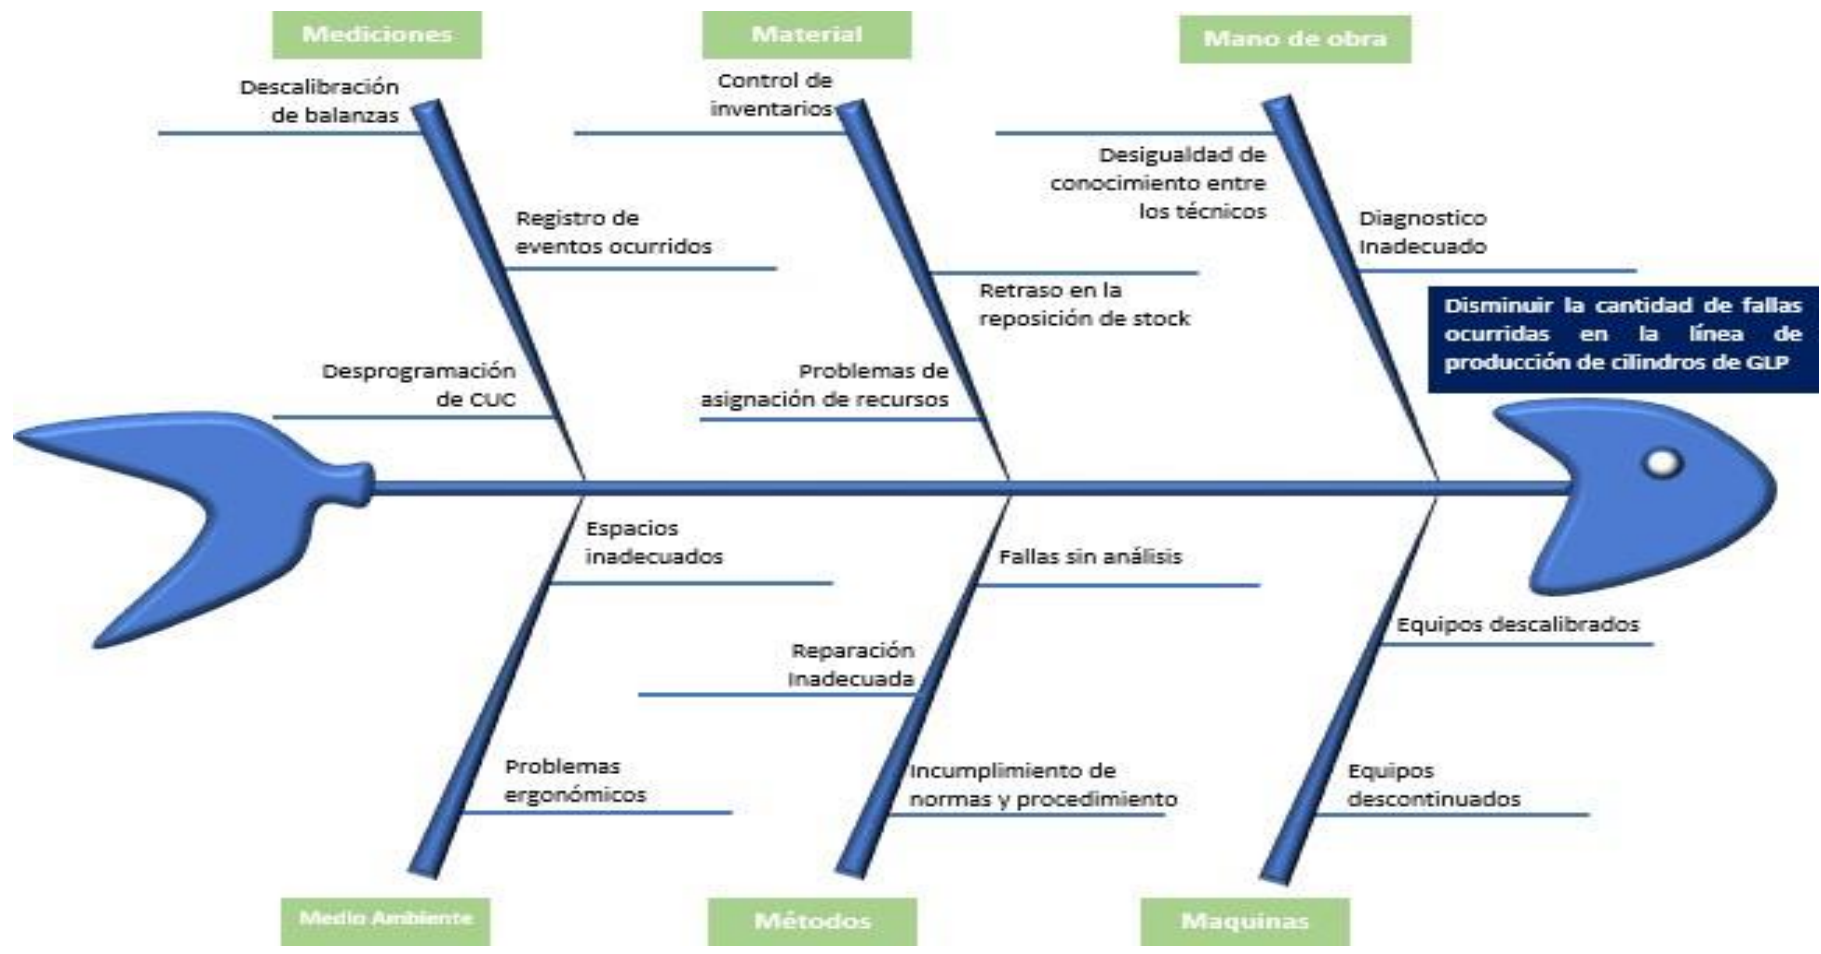 Mediciones
Material
Mano de obra
Descalibración
de balanzas
Control de
inventarios
Desigualdad de
conocimiento entre
los técnicos
Registro de
eventos ocurridos
Diagnostico
Inadecuado
Retraso en la
reposición de stock
Disminuir la cantidad de fallas
ocurridas en la línea de
producción de cilindros de GLP
Desprogramación
de CUC
Problemas de
asignación de recursos
Espacios
inadecuados
Fallas sin análisis
Equipos descalibrados
Reparación
Inadecuada
Problemas
ergonómicos
Incumplimiento de
normas y procedimiento
Equipos
descontinuados
Medio Ambiente
Métodos
Maquinas